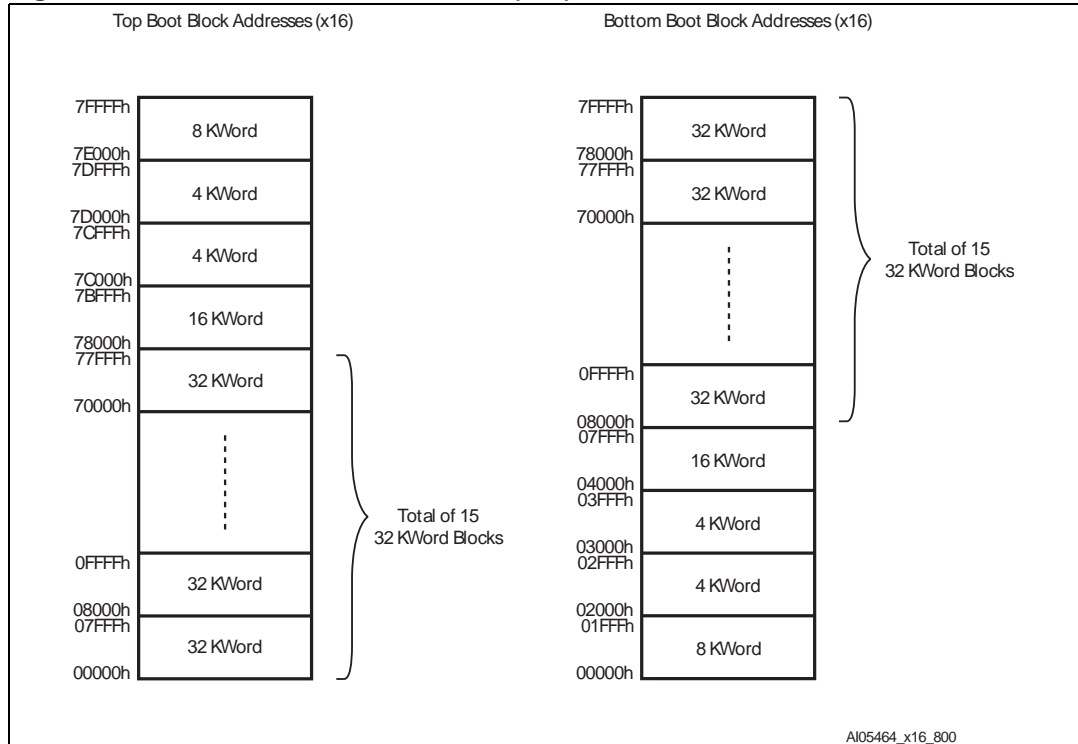 Top Boot Block Addresses (x16)
7FFFFh
8 KWord
7E000h
7DFFFh
4 KWord
7D000h
7CFFFh
4 KWord
7C000h
7BFFFh
16 KWord
78000h
77FFFh
32 KWord
70000h
Total of 15
32 KWord Blocks
0FFFFh
32 KWord
08000h
07FFFh
32 KWord
00000h
Bottom Boot Block Addresses (x16)
7FFFFh
32 KWord
78000h
77FFFh
32 KWord
70000h
Total of 15
32 KWord Blocks
0FFFFh
32 KWord
08000h
07FFFh
16 KWord
04000h
03FFFh
4 KWord
03000h
02FFFh
4 KWord
02000h
01FFFh
8 KWord
00000h
AI05464_x16_800